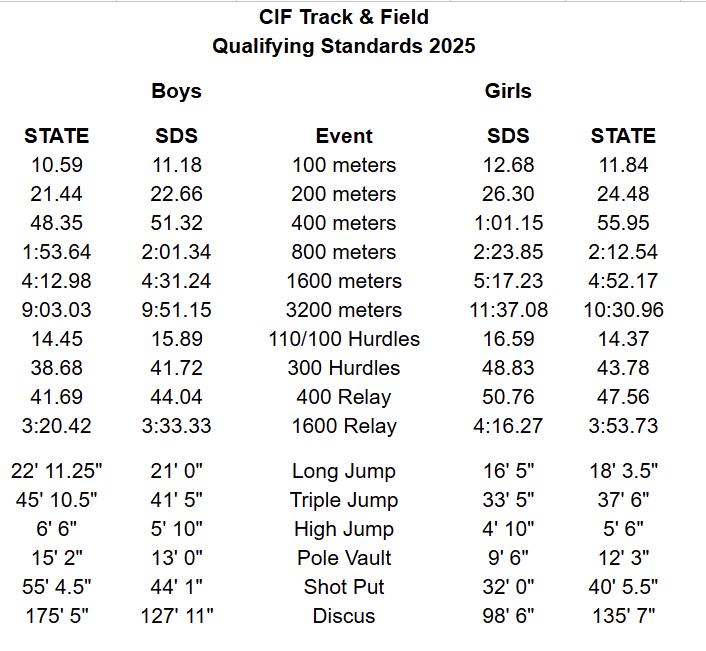 CIF Track & Field
Qualifying Standards 2025
Boys Girls
STATE SDS Event SDS STATE
10.59 11.18 100 meters 12.68 11.84
21.44 22.66 200 meters 26.30 24.48
48.35 51.32 400 meters 1:01.15 55.95
1:53.64 2:01.34 800 meters 2:23.85 2:12.54
4:12.98 4:31.24 1600 meters 5:17.23 4:52.17
9:03.03 9:51.15 3200 meters 11:37.08 10:30.96
14.45 15.89 110/100 Hurdles 16.59 14.37
38.68 41.72 300 Hurdles 48.83 43.78
41.69 44.04 400 Relay 50.76 47.56
3:20.42 3:33.33 1600 Relay 4:16.27 3:53.73
22' 11.25" 21' 0" Long Jump 16' 5" 18' 3.5"
45' 10.5" 41' 5" Triple Jump 33' 5" 37' 6"
6' 6" 5' 10" High Jump 4' 10" 5' 6"
15' 2" 13' 0" Pole Vault 9' 6" 12' 3"
55' 4.5" 44' 1" Shot Put 32' 0" 40' 5.5"
175' 5" 127' 11" Discus 98' 6" 135' 7"